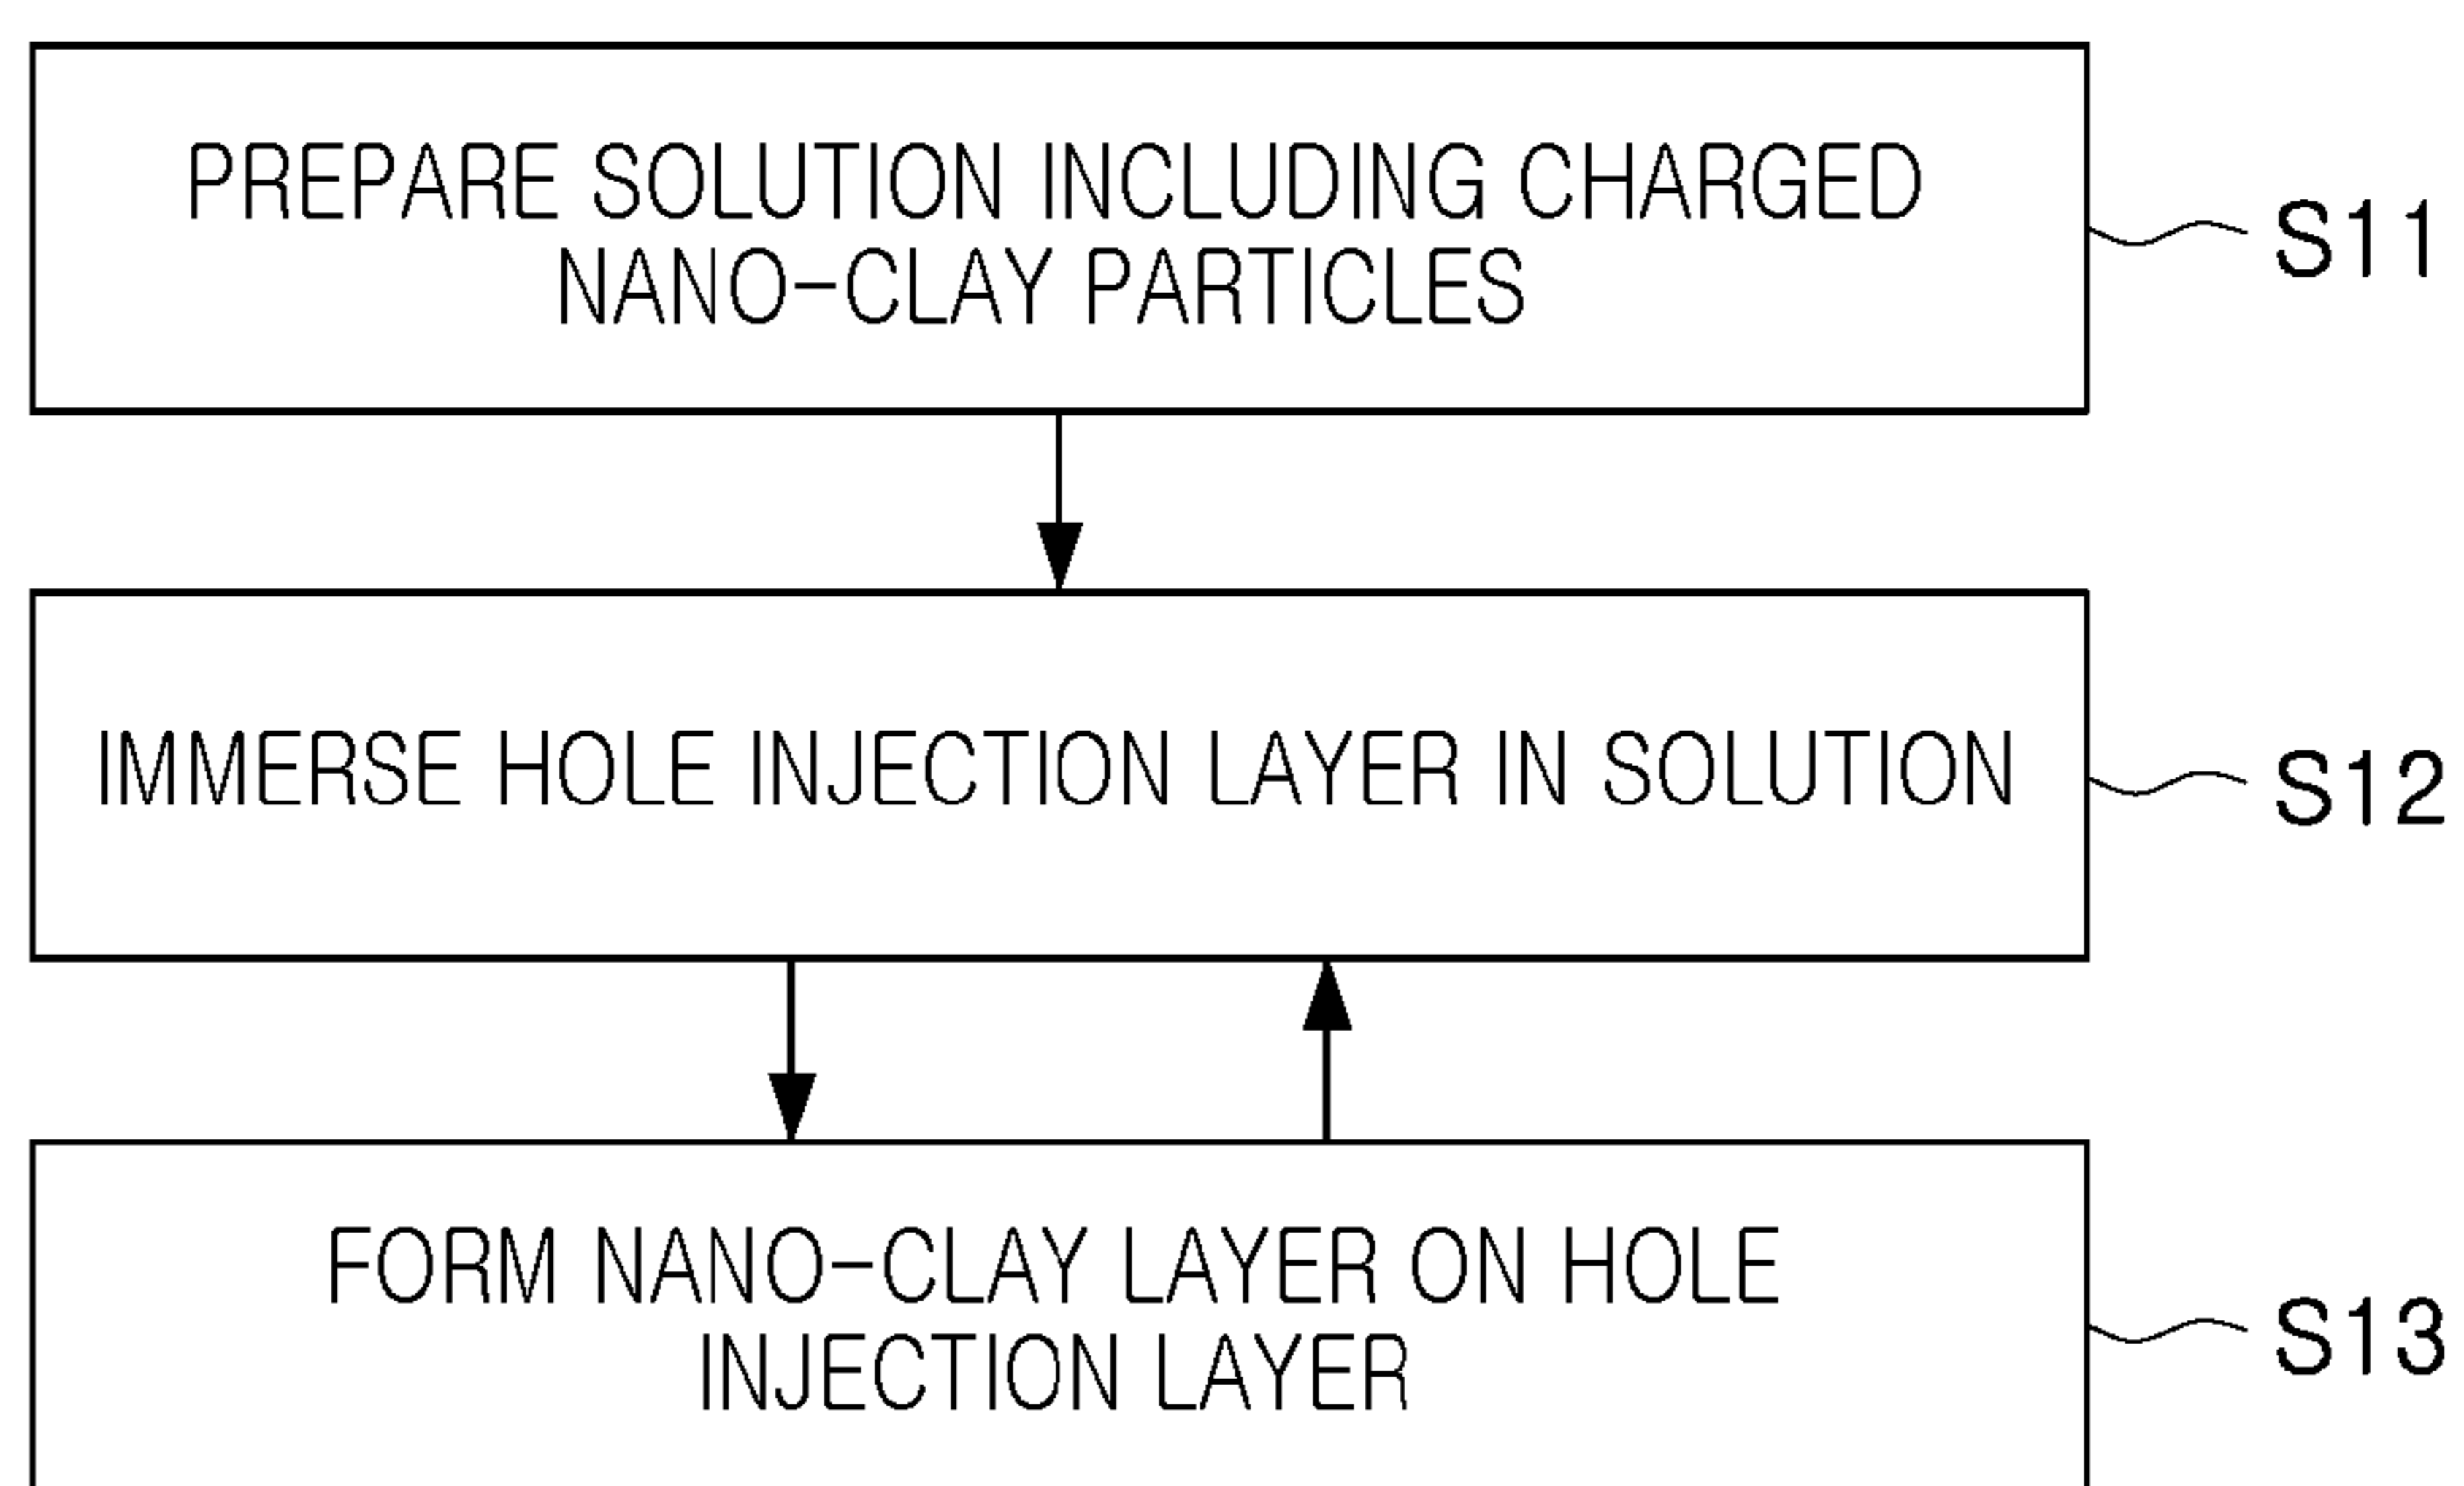 PREPARE SOLUTION INCLUDING CHARGED
NANO-CLAY PARTICLES
S11
IMMERSE HOLE INJECTION LAYER IN SOLUTION
S12
FORM NANO-CLAY LAYER ON HOLE
INJECTION LAYER
S13